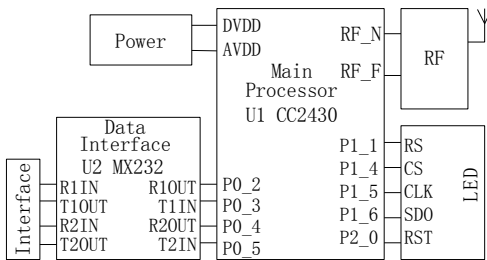 Power
DVDD
AVDD
RF_N
RF_F
RF
Main
Processor
U1 CC2430
Data
Interface
U2 MX232
Interface
R1IN
T1OUT
R2IN
T2OUT
R1OUT
T1IN
R2OUT
T2IN
P0_2
P0_3
P0_4
P0_5
P1_1
P1_4
P1_5
P1_6
P2_0
RS
CS
CLK
SDO
RST
LED